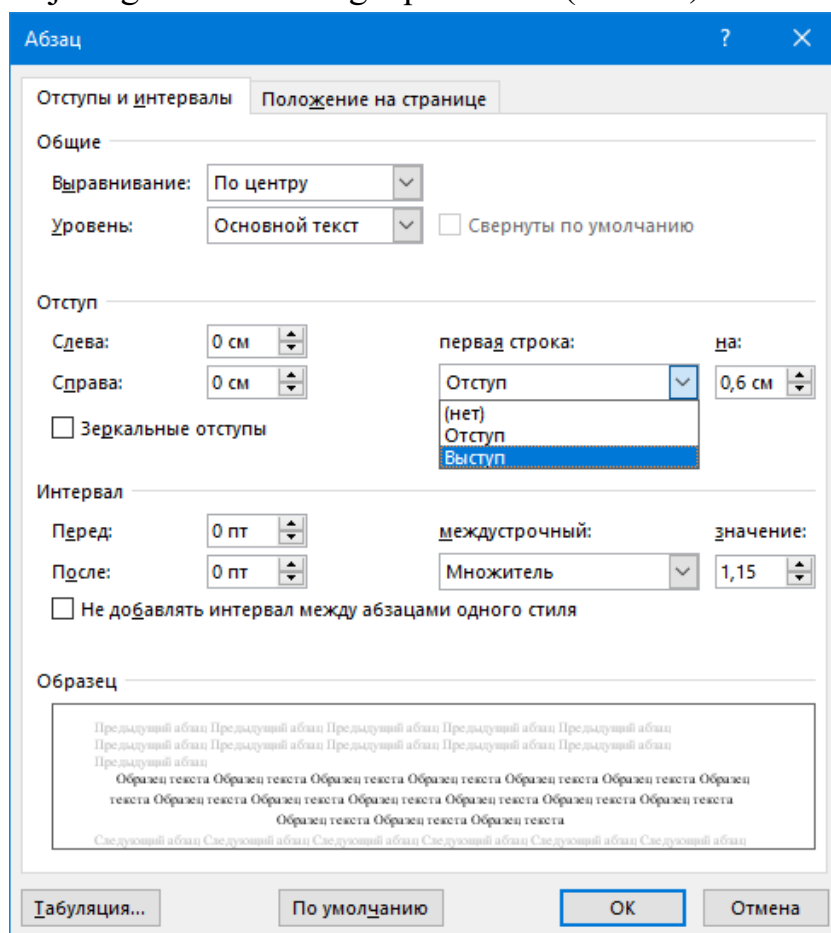 Абзац ? ×
Отступы и интервалы Положение на странице
Общие
Выравнивание: По центру
Уровень: Основной текст Свернуты по умолчанию
Отступ
Слева: 0 см первая строка: на:
Справа: 0 см Отступ 0,6 см
(нет)
Зеркальные отступы Отступ
Выступ
Интервал
Перед: 0 пт междустрочный: значение:
После: 0 пт Множитель 1,15
Не добавлять интервал между абзацами одного стиля
Образец
Предыдущий абзац Предыдущий абзац Предыдущий абзац Предыдущий абзац Предыдущий абзац
Предыдущий абзац Предыдущий абзац Предыдущий абзац Предыдущий абзац Предыдущий абзац
Предыдущий абзац
Образец текста Образец текста Образец текста Образец текста Образец текста Образец текста Образец
текста Образец текста Образец текста Образец текста Образец текста Образец текста Образец текста
Образец текста Образец текста Образец текста
Следующий абзац Следующий абзац Следующий абзац Следующий абзац Следующий абзац Следующий абзац
Табуляция... По умолчанию ОК Отмена